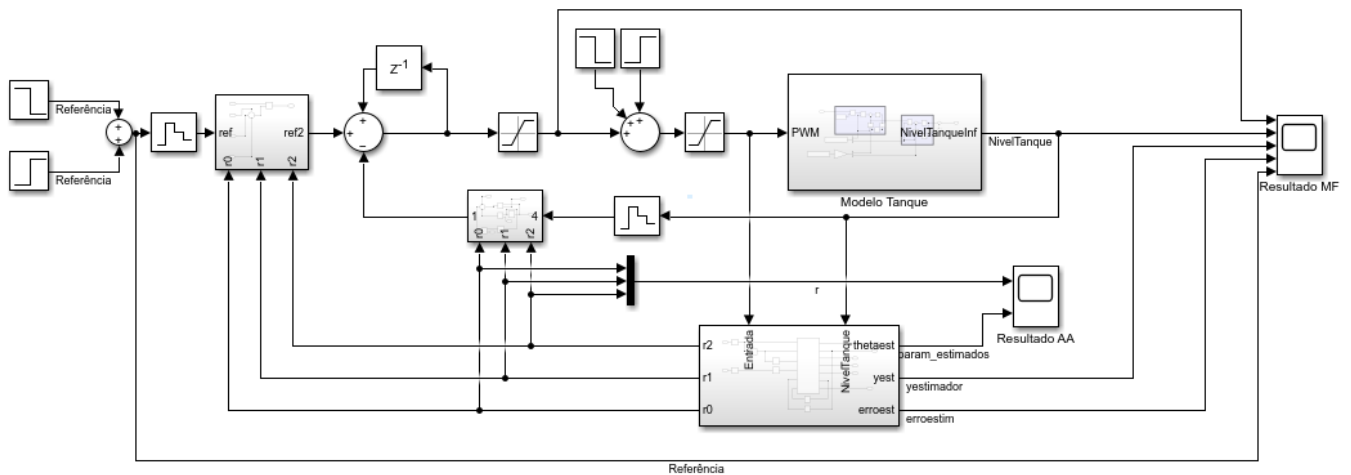 z-1
Referência
+
+
Referência
ref
ref2
r0
r1
r2
+
+
−
+
+
PWM
NivelTanqueInf
Modelo Tanque
NivelTanque
Resultado MF
1
4
r0
r1
r2
r
Resultado AA
r2
r1
r0
Entrada
NivelTanque
thetaest
yest
erroest
param_estimados
yestimador
erroestim
Referência